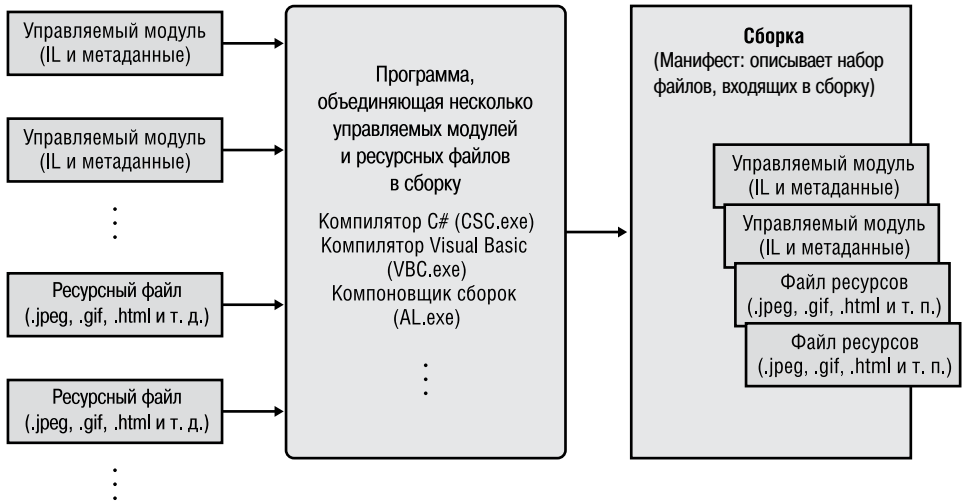 Управляемый модуль
(IL и метаданные)
Управляемый модуль
(IL и метаданные)
Ресурсный файл
(.jpeg, .gif, .html и т. д.)
Ресурсный файл
(.jpeg, .gif, .html и т. д.)
Программа,
объединяющая несколько
управляемых модулей
и ресурсных файлов
в сборку
Компилятор C# (CSC.exe)
Компилятор Visual Basic
(VBC.exe)
Компоновщик сборок
(AL.exe)
Сборка
(Манифест: описывает набор
файлов, входящих в сборку)
Управляемый модуль
(IL и метаданные)
Управляемый модуль
(IL и метаданные)
Файл ресурсов
(.jpeg, .gif, .html и т. п.)
Файл ресурсов
(.jpeg, .gif, .html и т. п.)